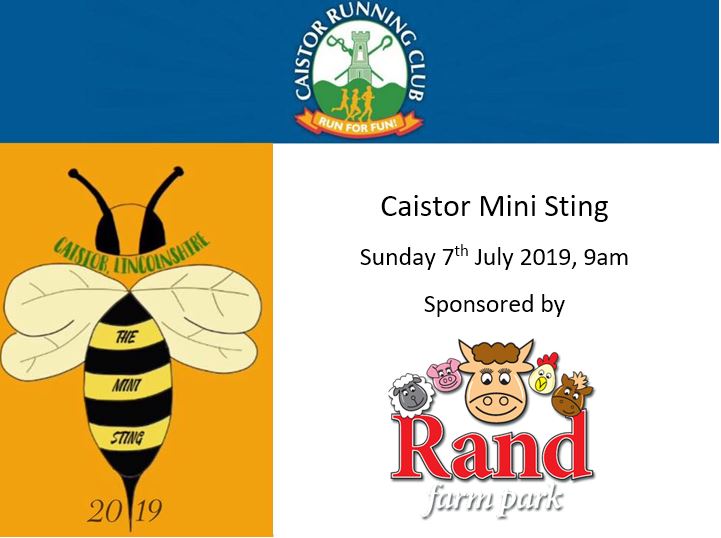 CAISTOR RUNNING CLUB
RUN FOR FUN!
CAISTOR, LINCOLNSHIRE
THE
MINI
STING
2019
Caistor Mini Sting
Sunday 7th July 2019, 9am
Sponsored by
Rand
farm park